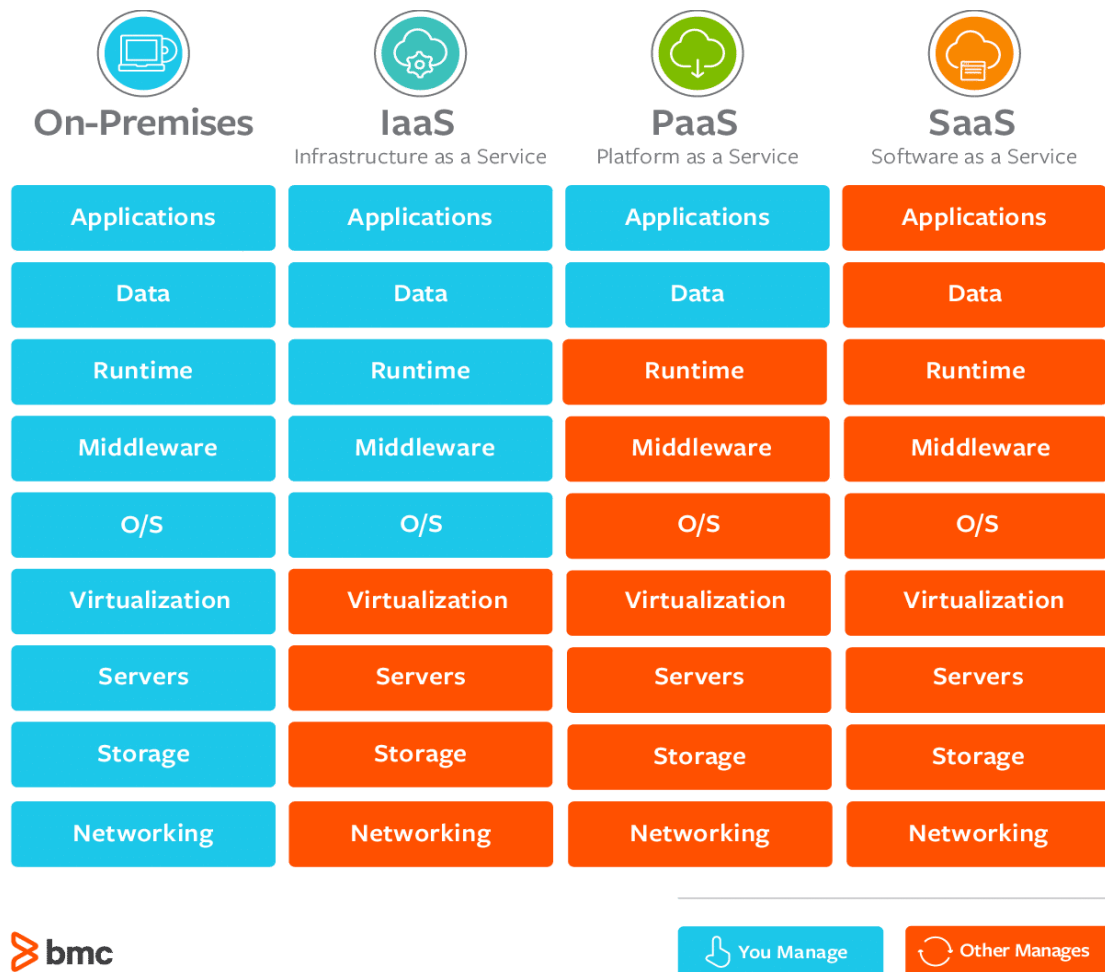 On-Premises
IaaS
PaaS
SaaS
Infrastructure as a Service
Platform as a Service
Software as a Service
Applications
Applications
Applications
Applications
Data
Data
Data
Data
Runtime
Runtime
Runtime
Runtime
Middleware
Middleware
Middleware
Middleware
O/S
O/S
O/S
O/S
Virtualization
Virtualization
Virtualization
Virtualization
Servers
Servers
Servers
Servers
Storage
Storage
Storage
Storage
Networking
Networking
Networking
Networking
bmc
You Manage
Other Manages